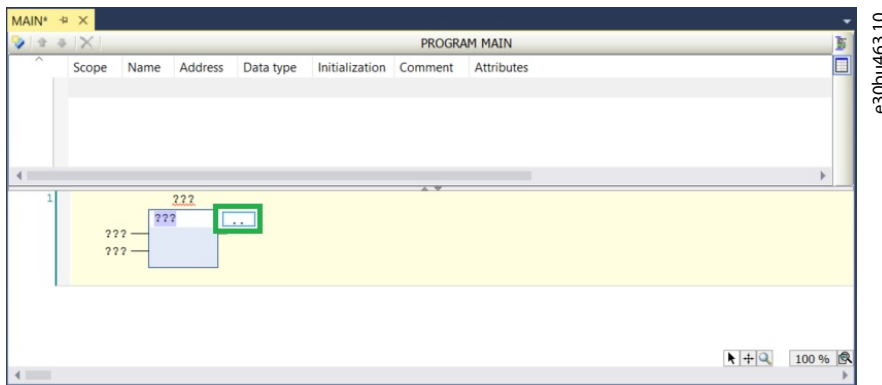 MAIN*
PROGRAM MAIN
Scope Name Address Data type Initialization Comment Attributes
1
???
???
..
???
???
100 %
e30bu463.10